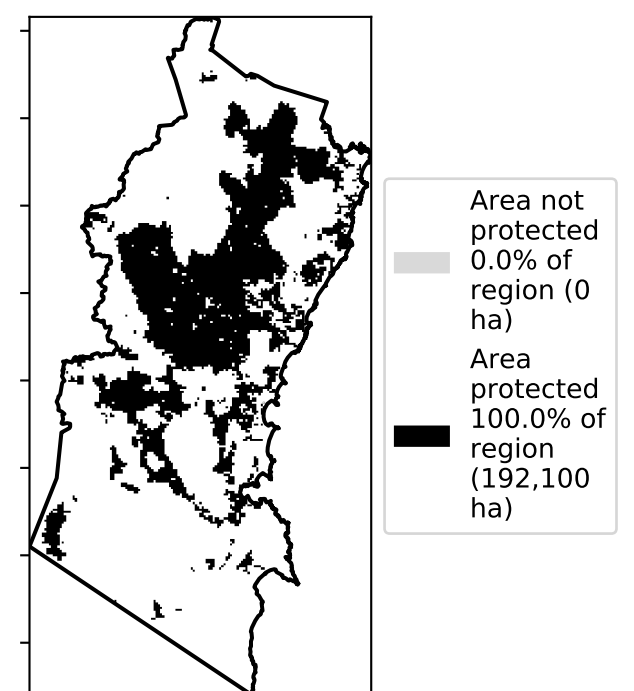 Area not
protected
0.0% of
region (0
ha)
Area
protected
100.0% of
region
(192,100
ha)